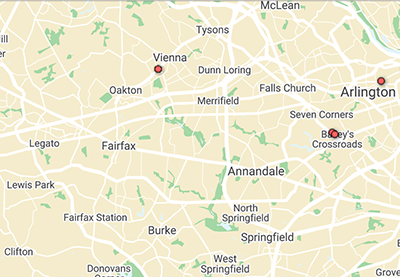 McLean
Tysons
Vienna
Dunn Loring
Oakton
Falls Church
Arlington
Merrifield
Seven Corners
Legato
Fairfax
Crossroads
Annandale
Lewis Park
North
Springfield
Fairfax Station
Burke
Springfield
Clifton
West
Springfield
Donovans